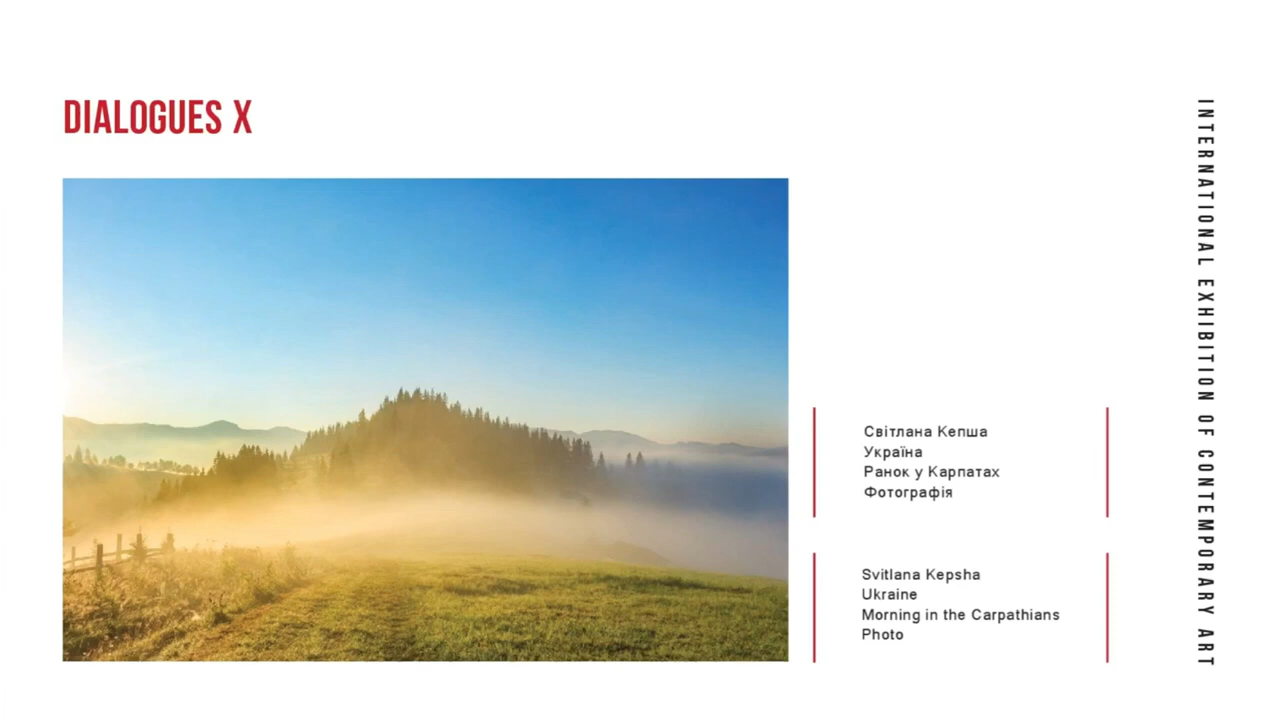 DIALOGUES X
Світлана Кепша
Україна
Ранок у Карпатах
Фотографія
Svitlana Kepsha
Ukraine
Morning in the Carpathians
Photo
INTERNATIONAL EXHIBITION OF CONTEMPORARY ART